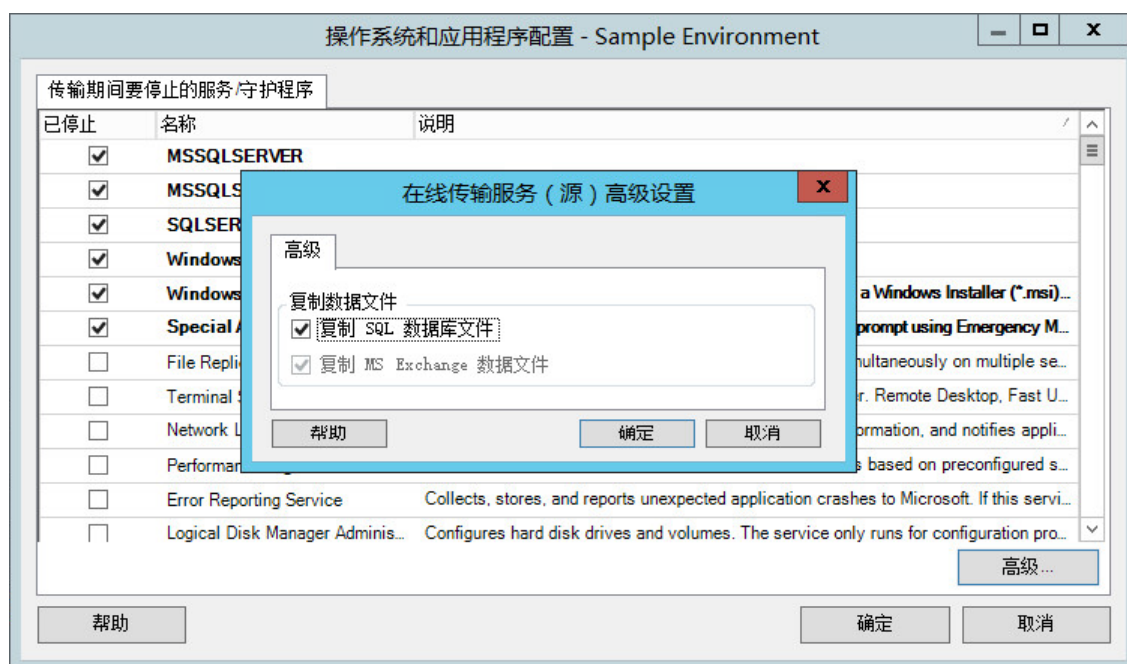 操作系统和应用程序配置 - Sample Environment
传输期间要停止的服务/守护程序
已停止 名称 说明
MSSQLSERVER
在线传输服务（源）高级设置
高级
Windows
Windows a Windows Installer (*.msi)...
复制数据文件
复制 SQL 数据库文件
Special prompt using Emergency M...
复制 MS Exchange 数据文件
File multiple se...
Terminal r. Remote Desktop, Fast U...
Network and notifies appli...
帮助 确定 取消
based on preconfigured s...
Error Reporting Service Collects, stores, and reports unexpected application crashes to Microsoft. If this servi...
Logical Disk Manager Adminis... Configures hard disk drives and volumes. The service only runs for configuration pro...
高级...
帮助 确定 取消